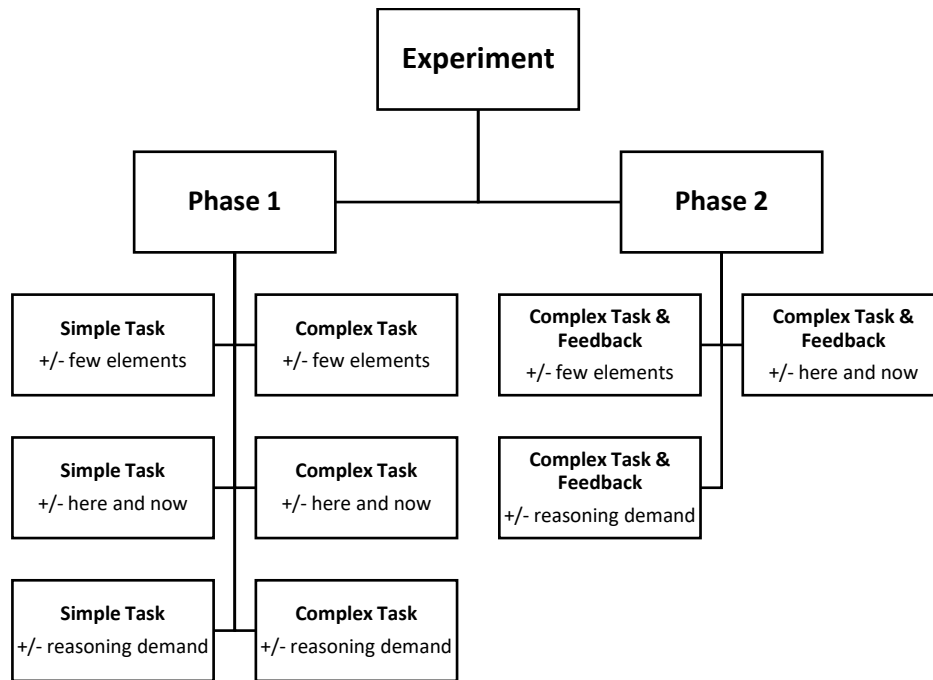 Experiment
Phase 1
Phase 2
Simple Task
+/- few elements
Complex Task
+/- few elements
Complex Task &
Feedback
+/- few elements
Complex Task &
Feedback
+/- here and now
Simple Task
+/- here and now
Complex Task
+/- here and now
Complex Task &
Feedback
+/- reasoning demand
Simple Task
+/- reasoning demand
Complex Task
+/- reasoning demand